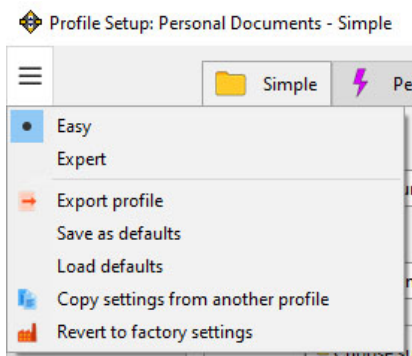 Profile Setup: Personal Documents - Simple
Simple
Easy
Expert
Export profile
Save as defaults
Load defaults
Copy settings from another profile
Revert to factory settings